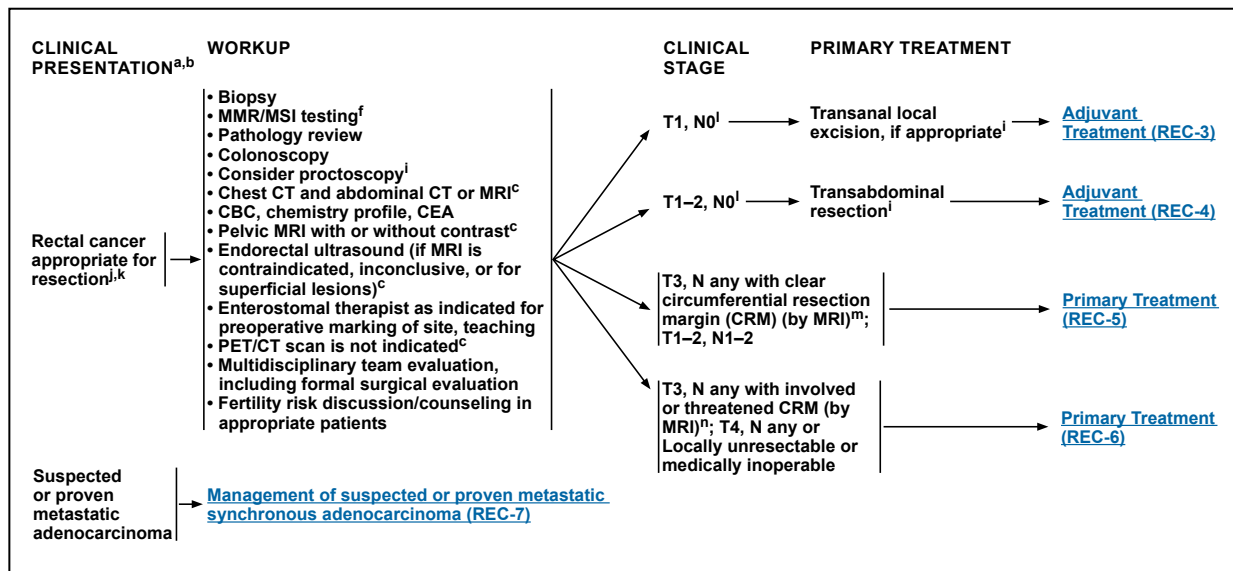 CLINICAL
PRESENTATIONa,b
WORKUP
CLINICAL
STAGE
PRIMARY TREATMENT
Rectal cancer
appropriate for
resectionj,k
• Biopsy
• MMR/MSI testingf
• Pathology review
• Colonoscopy
• Consider proctoscopyi
• Chest CT and abdominal CT or MRIc
• CBC, chemistry profile, CEA
• Pelvic MRI with or without contrastc
• Endorectal ultrasound (if MRI is
contraindicated, inconclusive, or for
superficial lesions)c
• Enterostomal therapist as indicated for
preoperative marking of site, teaching
• PET/CT scan is not indicatedc
• Multidisciplinary team evaluation,
including formal surgical evaluation
• Fertility risk discussion/counseling in
appropriate patients
T1, N0l
Transanal local
excision, if appropriatei
Adjuvant
Treatment (REC-3)
T1–2, N0l
Transabdominal
resectioni
Adjuvant
Treatment (REC-4)
T3, N any with clear
circumferential resection
margin (CRM) (by MRI)m;
T1–2, N1–2
Primary Treatment
(REC-5)
T3, N any with involved
or threatened CRM (by
MRI)n; T4, N any or
Locally unresectable or
medically inoperable
Primary Treatment
(REC-6)
Suspected
or proven
metastatic
adenocarcinoma
Management of suspected or proven metastatic
synchronous adenocarcinoma (REC-7)